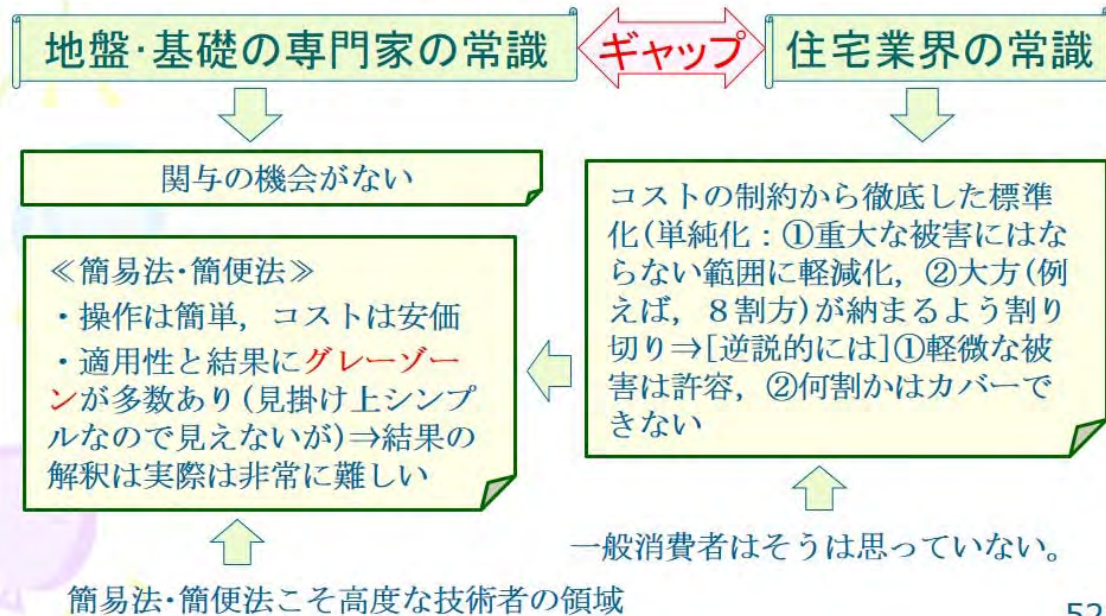 地盤・基礎の専門家の常識
ギャップ
住宅業界の常識
関与の機会がない
≪簡易法・簡便法≫
・操作は簡単，コストは安価
・適用性と結果にグレーゾー
ンが多数あり(見掛け上シンプ
ルなので見えないが)⇒結果の
解釈は実際は非常に難しい
コストの制約から徹底した標準
化(単純化：①重大な被害にはな
らない範囲に軽減化，②大方(例
えば，８割方)が納まるよう割り
切り⇒[逆説的には]①軽微な被
害は許容，②何割かはカバーで
きない
一般消費者はそうは思っていない。
簡易法・簡便法こそ高度な技術者の領域
52